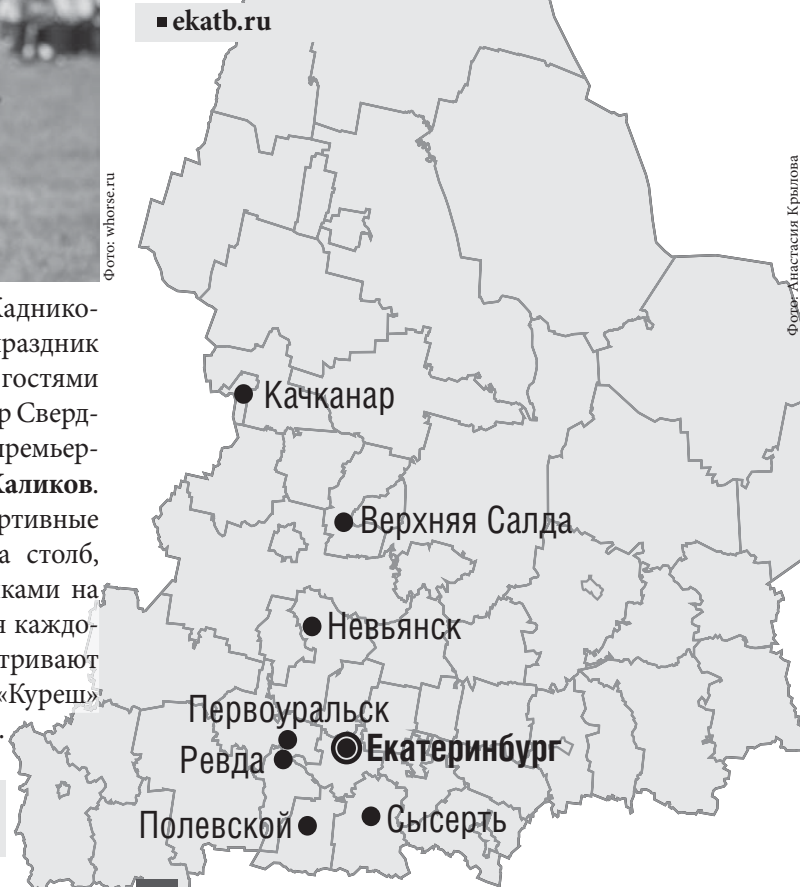 ekatb.ru
Фото: whorse.ru
Фото: Анастасия Крылова
раздник
гостями
р Сверд-
премьер-
Каликов.
ртивные
а столб,
ками на
я каждо-
тривают
«Куреш»
.
Качканар
Верхняя Салда
Невьянск
Первоуральск
Ревда
Екатеринбург
Полевской
Сысерть